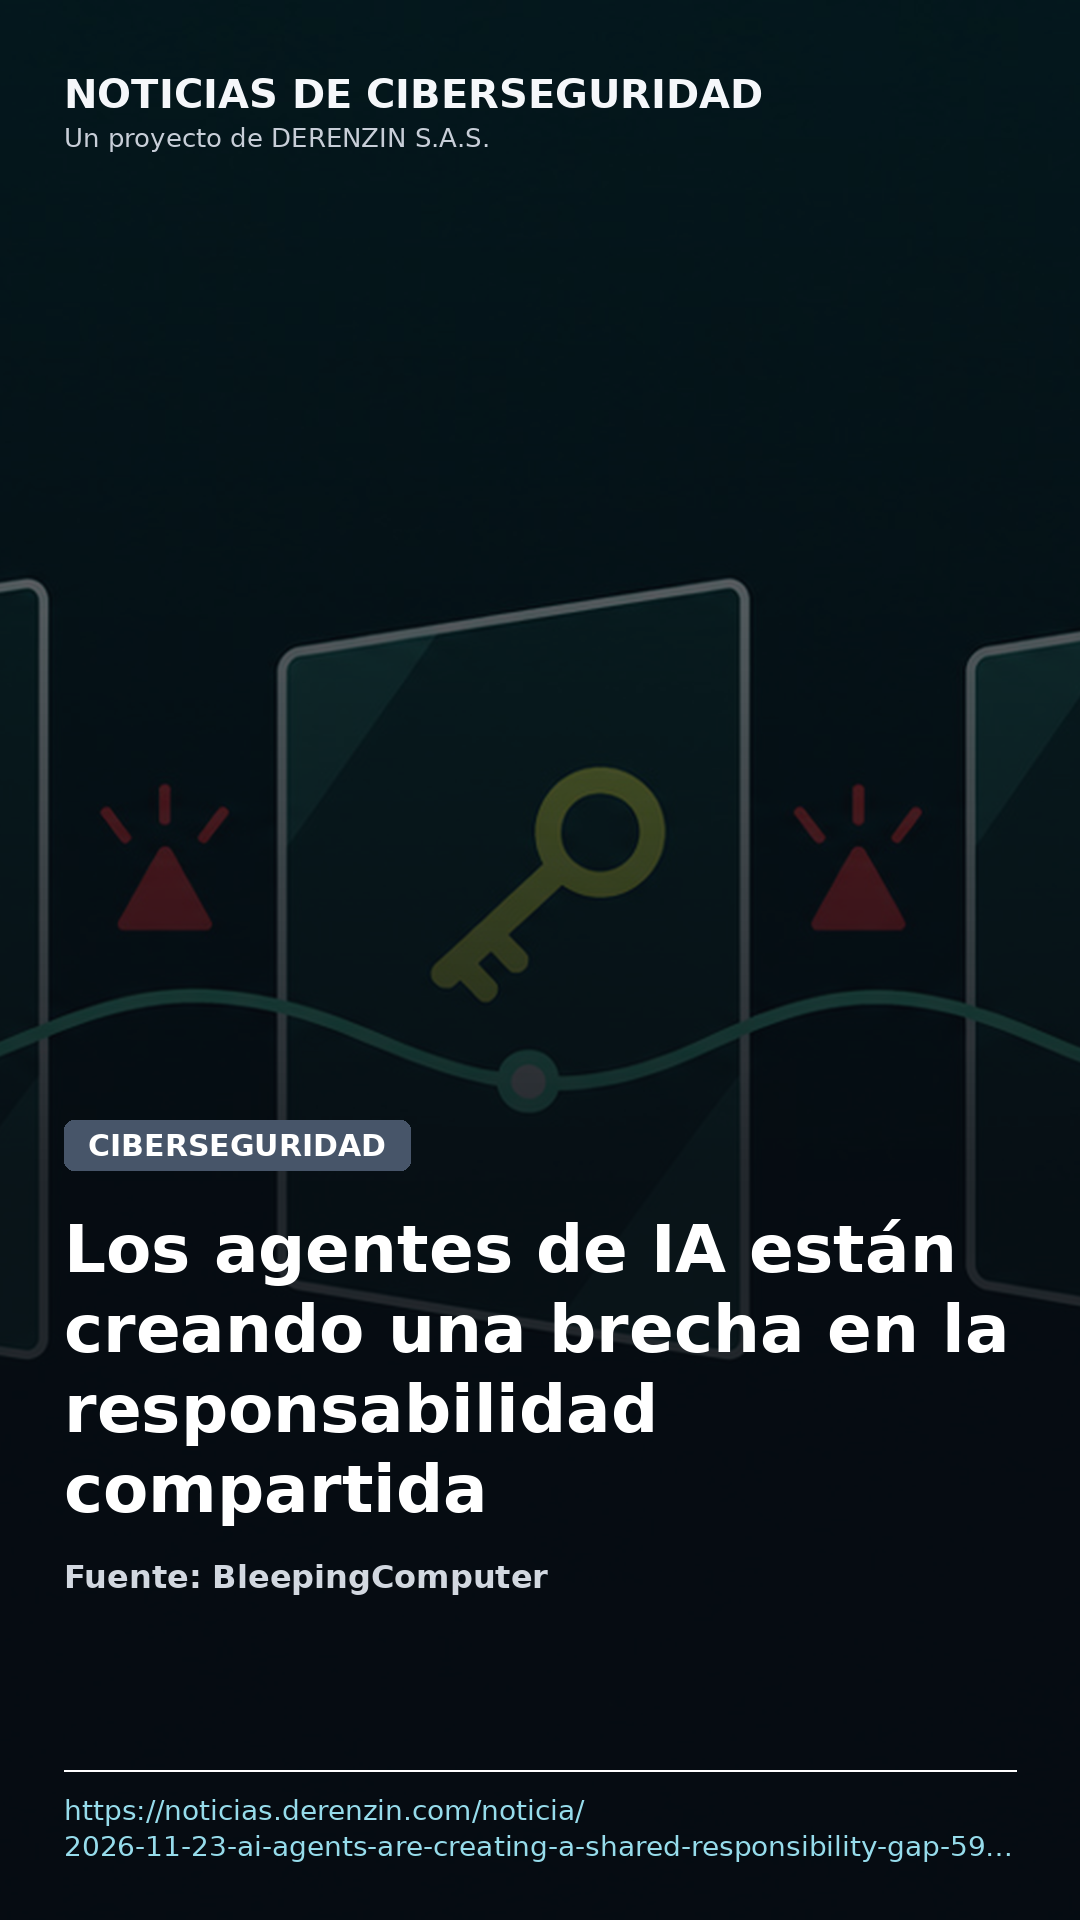 NOTICIAS DE CIBERSEGURIDAD
Un proyecto de DERENZIN S.A.S.
CIBERSEGURIDAD
Los agentes de IA están
creando una brecha en la
responsabilidad
compartida
Fuente: BleepingComputer
https://noticias.derenzin.com/noticia/
2026-11-23-ai-agents-are-creating-a-shared-responsibility-gap-59…